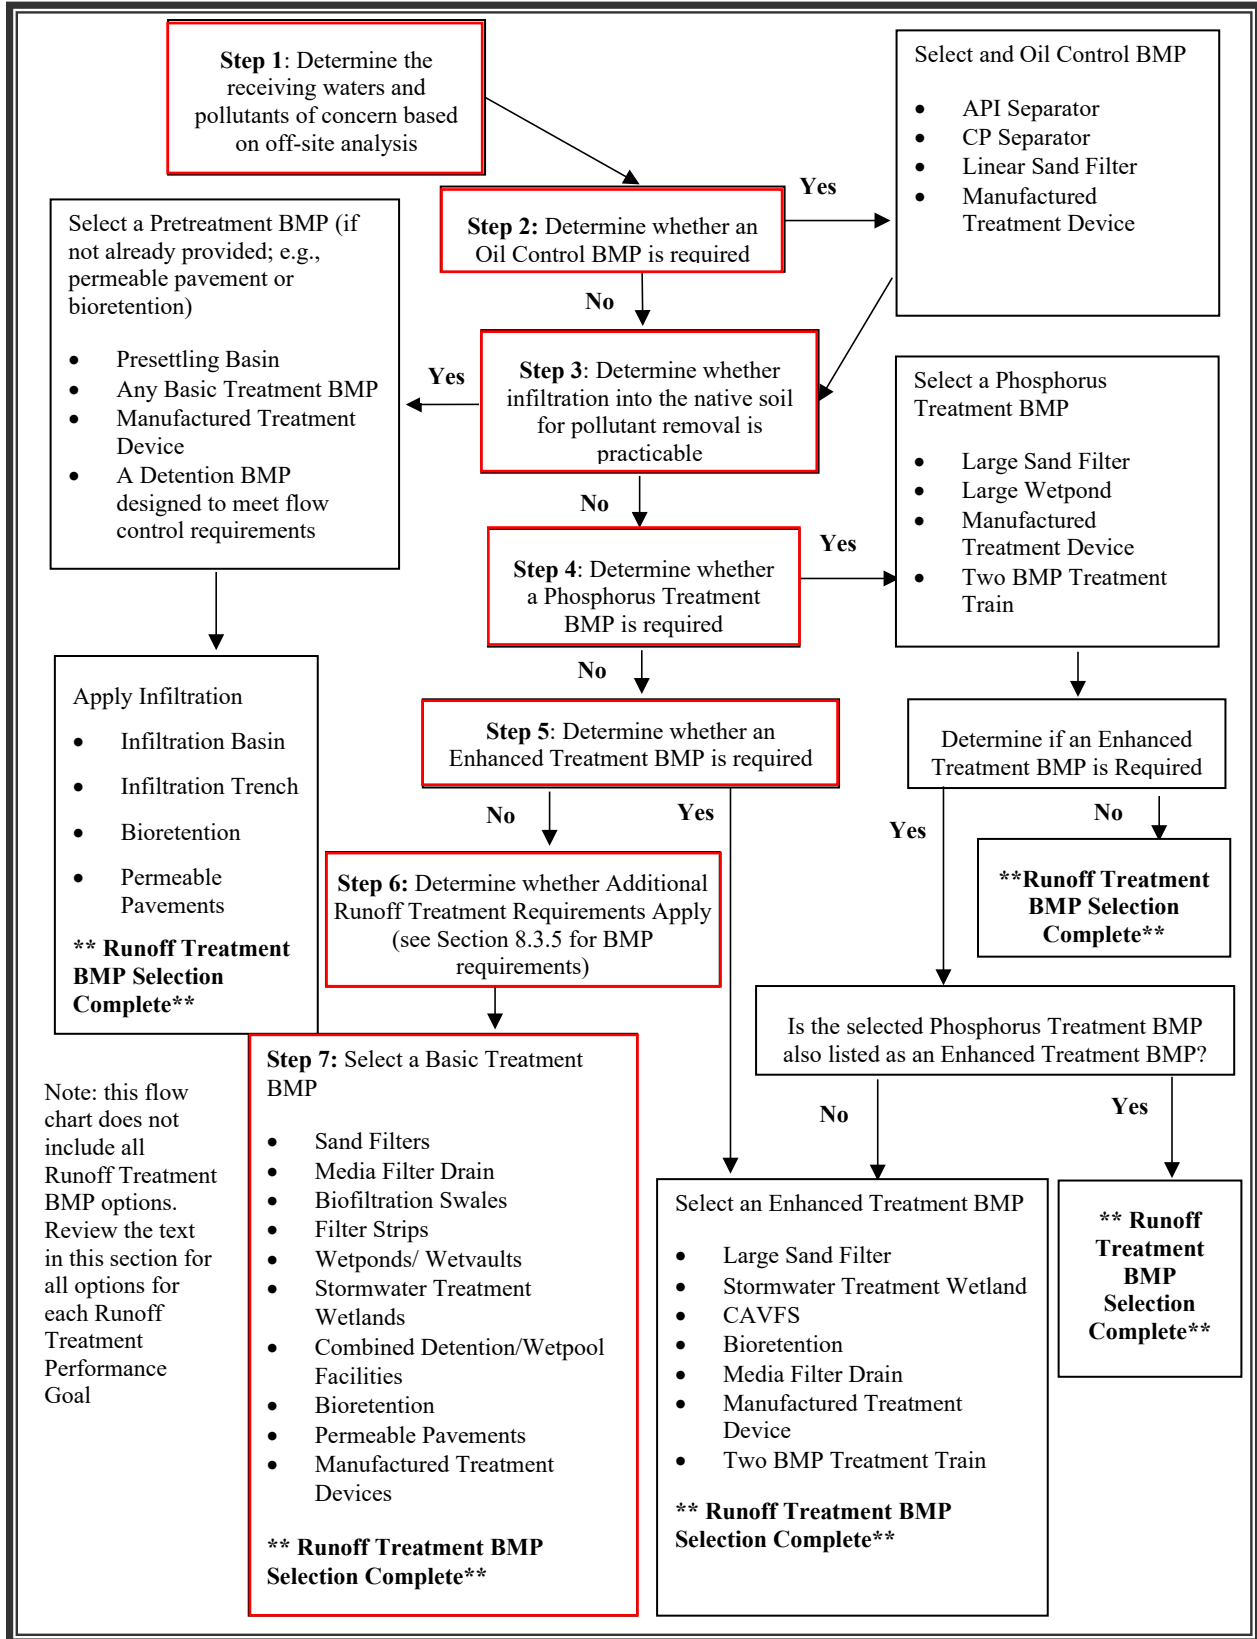 Step 1: Determine the
receiving waters and
pollutants of concern based
on off-site analysis
Select and Oil Control BMP
• API Separator
• CP Separator
• Linear Sand Filter
• Manufactured
Treatment Device
Yes
Step 2: Determine whether an
Oil Control BMP is required
No
Select a Pretreatment BMP (if
not already provided; e.g.,
permeable pavement or
bioretention)
• Presettling Basin
• Any Basic Treatment BMP
• Manufactured Treatment
Device
• A Detention BMP
designed to meet flow
control requirements
Yes
Step 3: Determine whether
infiltration into the native soil
for pollutant removal is
practicable
No
Select a Phosphorus
Treatment BMP
• Large Sand Filter
• Large Wetpond
• Manufactured
Treatment Device
• Two BMP Treatment
Train
Yes
Step 4: Determine whether
a Phosphorus Treatment
BMP is required
No
Apply Infiltration
• Infiltration Basin
• Infiltration Trench
• Bioretention
• Permeable
Pavements
** Runoff Treatment
BMP Selection
Complete**
Step 5: Determine whether an
Enhanced Treatment BMP is required
No
Yes
Determine if an Enhanced
Treatment BMP is Required
Yes
No
**Runoff Treatment
BMP Selection
Complete**
Step 6: Determine whether Additional
Runoff Treatment Requirements Apply
(see Section 8.3.5 for BMP
requirements)
Is the selected Phosphorus Treatment BMP
also listed as an Enhanced Treatment BMP?
No
Yes
Note: this flow
chart does not
include all
Runoff Treatment
BMP options.
Review the text
in this section for
all options for
each Runoff
Treatment
Performance
Goal
Step 7: Select a Basic Treatment
BMP
• Sand Filters
• Media Filter Drain
• Biofiltration Swales
• Filter Strips
• Wetponds/ Wetvaults
• Stormwater Treatment
Wetlands
• Combined Detention/Wetpool
Facilities
• Bioretention
• Permeable Pavements
• Manufactured Treatment
Devices
** Runoff Treatment BMP
Selection Complete**
Select an Enhanced Treatment BMP
• Large Sand Filter
• Stormwater Treatment Wetland
• CAVFS
• Bioretention
• Media Filter Drain
• Manufactured Treatment
Device
• Two BMP Treatment Train
** Runoff Treatment BMP
Selection Complete**
** Runoff
Treatment
BMP
Selection
Complete**